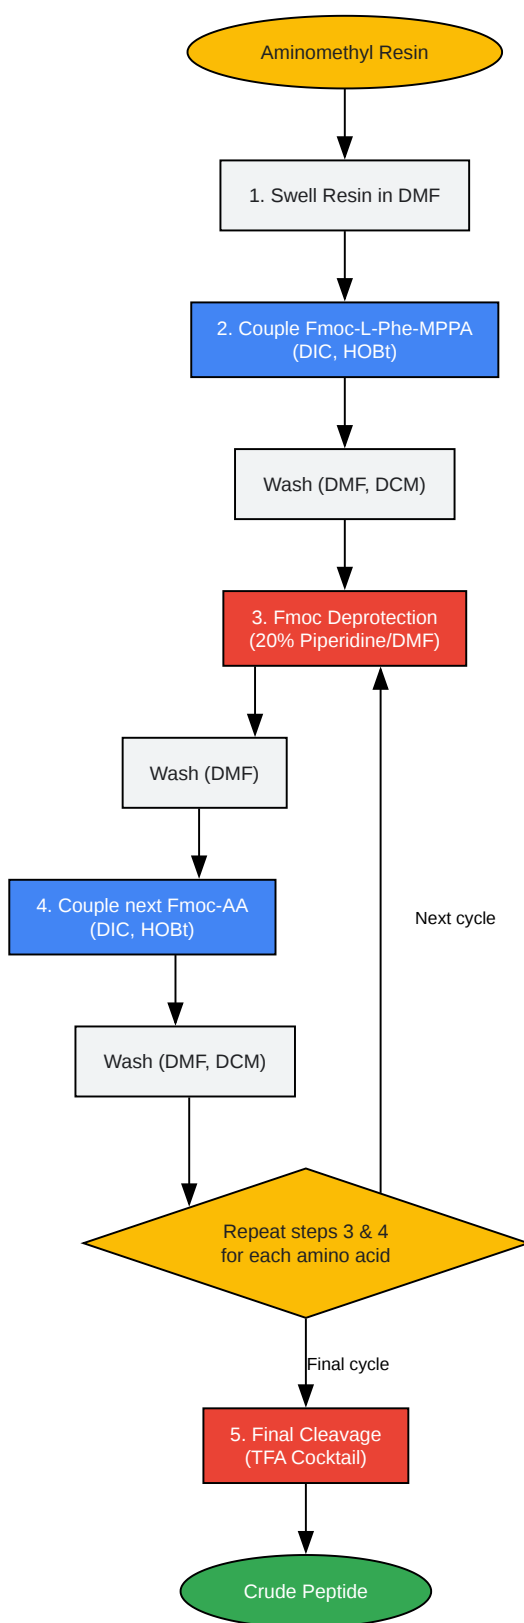 Aminomethyl Resin
1. Swell Resin in DMF
2. Couple Fmoc-L-Phe-MPPA
(DIC, HOBt)
Wash (DMF, DCM)
3. Fmoc Deprotection
(20% Piperidine/DMF)
Wash (DMF)
4. Couple next Fmoc-AA
(DIC, HOBt)
Next cycle
Wash (DMF, DCM)
Repeat steps 3 & 4
for each amino acid
Final cycle
5. Final Cleavage
(TFA Cocktail)
Crude Peptide